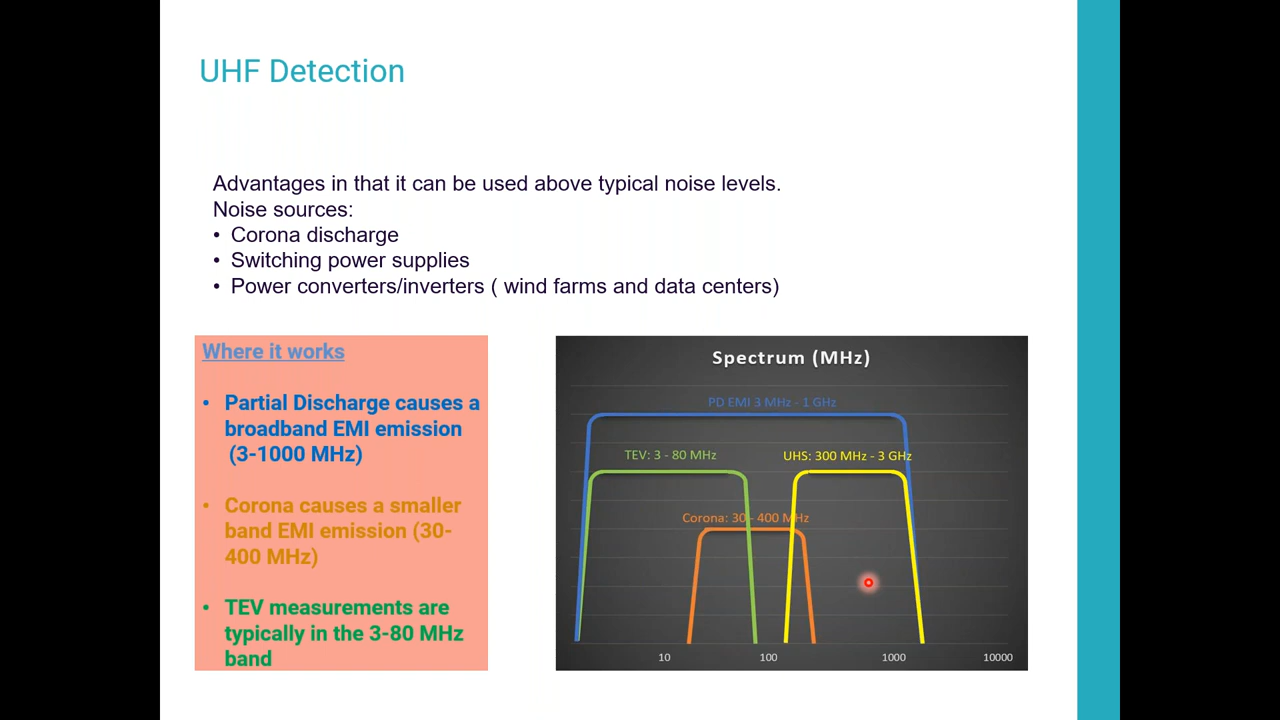 UHF Detection
Advantages in that it can be used above typical noise levels.
Noise sources:
• Corona discharge
• Switching power supplies
• Power converters/inverters ( wind farms and data centers)
Where it works
• Partial Discharge causes a
broadband EMI emission
(3-1000 MHz)
• Corona causes a smaller
band EMI emission (30-
400 MHz)
• TEV measurements are
typically in the 3-80 MHz
band
Spectrum (MHz)
PD EMI 3 MHz - 1 GHz
TEV: 3 - 80 MHz
UHS: 300 MHz - 3 GHz
Corona: 30 - 400 MHz
10 100 1000 10000